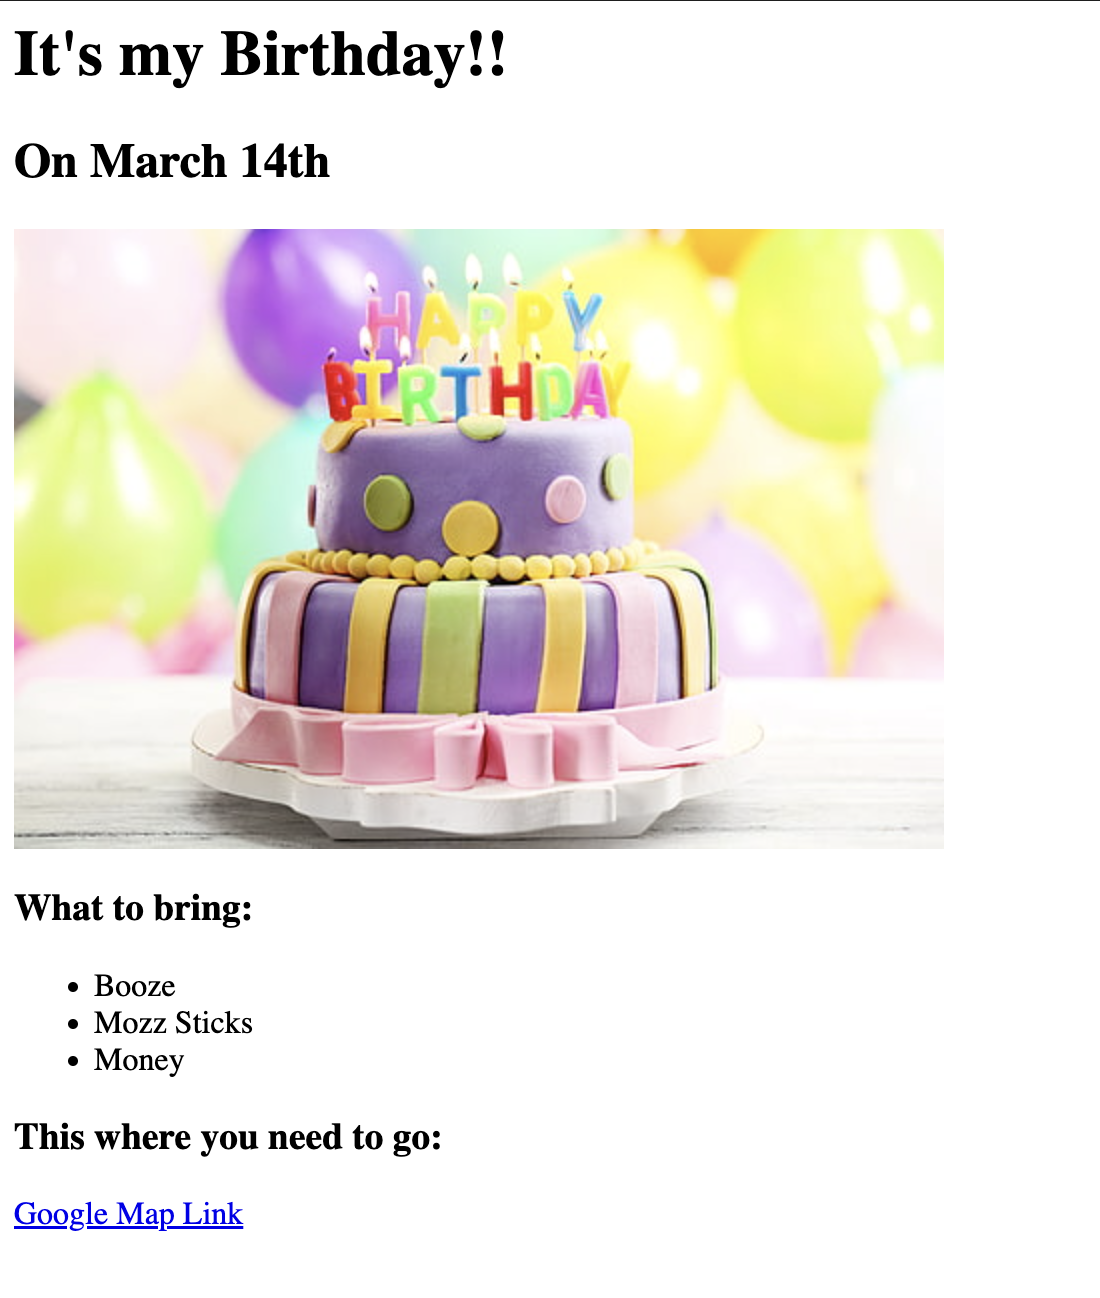 It's my Birthday!!
On March 14th
HAPPY
BIRTHDAY
What to bring:
Booze
Mozz Sticks
Money
This where you need to go:
Google Map Link